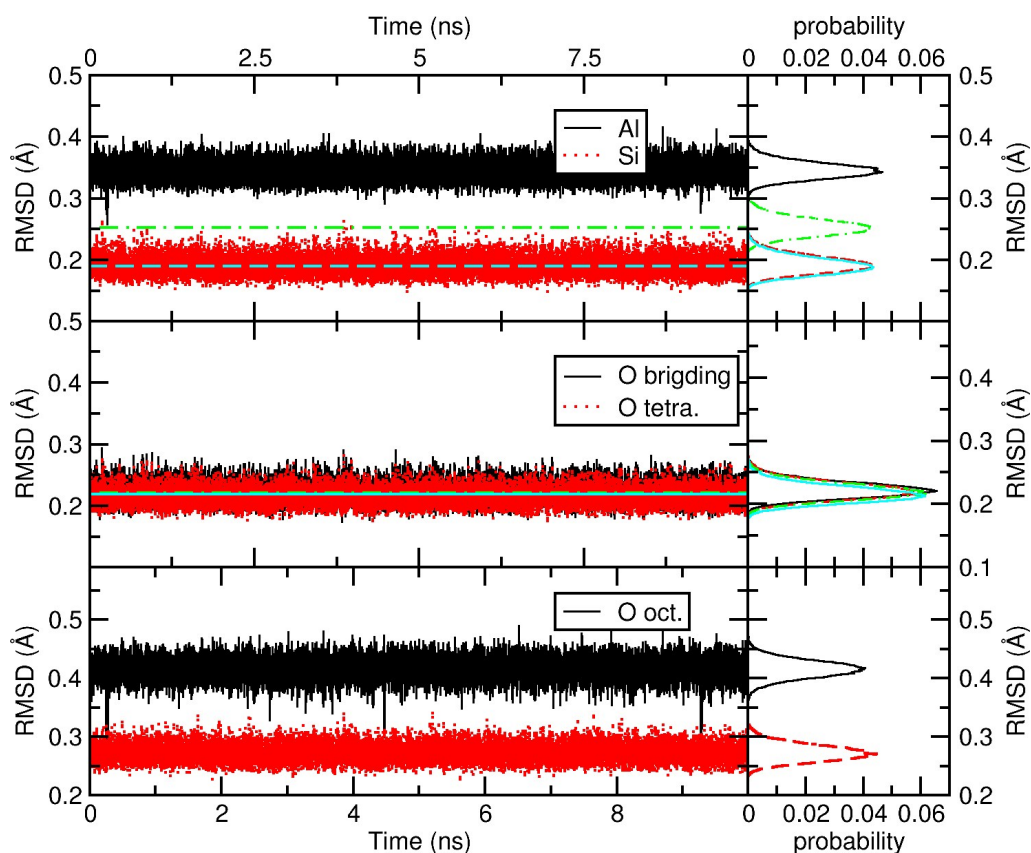 Time (ns) probability
0 2.5 5 7.5 0 0.02 0.04 0.06
0.5 0.5
Al
Si
0.4 0.4
RMSD (Å) RMSD (Å)
0.3 0.3
0.2 0.2
0.5
O brigding
O tetra.
0.4 0.4
RMSD (Å) RMSD (Å)
0.3 0.3
0.2 0.2
0.1
O oct.
0.5 0.5
RMSD (Å) RMSD (Å)
0.4 0.4
0.3 0.3
0.2 0.2
0 2 4 6 8 0 0.02 0.04 0.06
Time (ns) probability